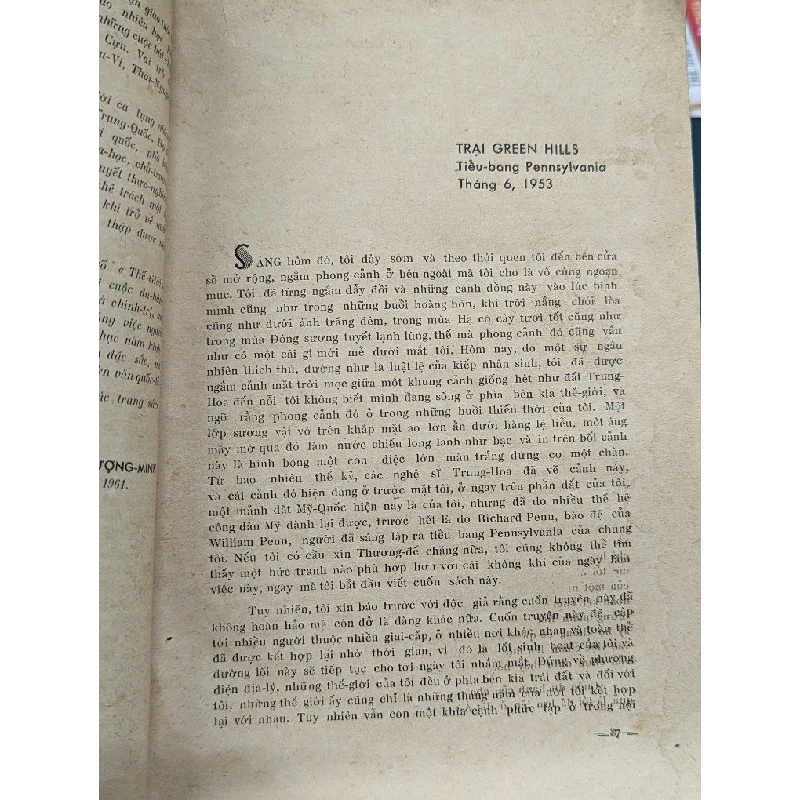 TRẠI GREEN HILLS
Tiểu-bang Pennsylvania
Tháng 6, 1953
SANG hôm đó, tôi dậy sớm và theo thói quen tôi đến bên cửa
sổ mở rộng, ngắm phong cảnh ở bên ngoài mà tôi cho là vô cùng ngoạn
mục. Tôi đã từng ngắm dẫy đồi và những cánh đồng này vào lúc bình
minh cũng như trong những buổi hoàng hôn, khi trời nắng chói lòa
cũng như dưới ánh trăng đêm, trong mùa Hạ cỏ cây tươi tốt cũng như
trong mùa Đông sương tuyết lạnh lùng, thế mà phong cảnh đó cũng vẫn
như có một cái gì mới mẻ dưới mắt tôi. Hôm nay, do một sự ngẫu
nhiên thích thú, dường như là luật lệ của kiếp nhân sinh, tôi đã được
ngắm cảnh mặt trời mọc giữa một khung cảnh giống hệt như đất Trung-
Hoa đến nỗi tôi không biết mình đang sống ở phía bên kia thế-giới, và
ngỡ rằng phong cảnh đó ở trong những buổi thiếu thời của tôi. Một
lớp sương vật vờ trên khắp mặt ao lớn ẩn dưới hàng lệ liễu, một áng
mây mờ qua đó làm nước chiếu long lanh như bạc và in trên bối cảnh
này là hình bóng một con diệc lớn màu trắng đứng co một chân.
Từ bao nhiêu thế kỷ, các nghệ sĩ Trung-Hoa đã vẽ cảnh này,
và cái cảnh đó hiện đang ở trước mặt tôi, ở ngay trên phần đất của tôi,
một mảnh đất Mỹ-Quốc hiện nay là của tôi, nhưng đã do nhiều thế hệ
công dân Mỹ dành lại được, trước hết là do Richard Penn, bào đệ của
William Penn, người đã sáng lập ra tiểu bang Pennsylvania của chúng
tôi. Nếu tôi có cầu xin Thượng-đế chăng nữa, tôi cũng không thể tìm
thấy một bức tranh nào phù hợp hơn với cái không khí của ngày làm
việc này, ngày mà tôi bắt đầu viết cuốn sách này.
Tuy nhiên, tôi xin báo trước với độc giả rằng cuốn truyện này đã
không hoàn hảo mà còn dở dang khác nữa. Cuốn truyện này đề cập
tới nhiều người thuộc nhiều giai-cấp, ở nhiều nơi khác nhau và toàn thể
đã được kết hợp lại nhờ thời gian, vì đó là lối sinh hoạt của tôi và
đường lối này sẽ tiếp tục cho tới ngày tôi nhắm mắt. Đứng về phương
diện địa-lý, những thế-giới của tôi đều ở phía bên kia trái đất và đối với
tôi, những thế giới ấy cũng chỉ là những tháng năm của đời tôi kết hợp
lại với nhau. Tuy nhiên vẫn còn một khía cạnh phức tạp ở trong nội
—27—
ƯỢNG-MINH
1961.